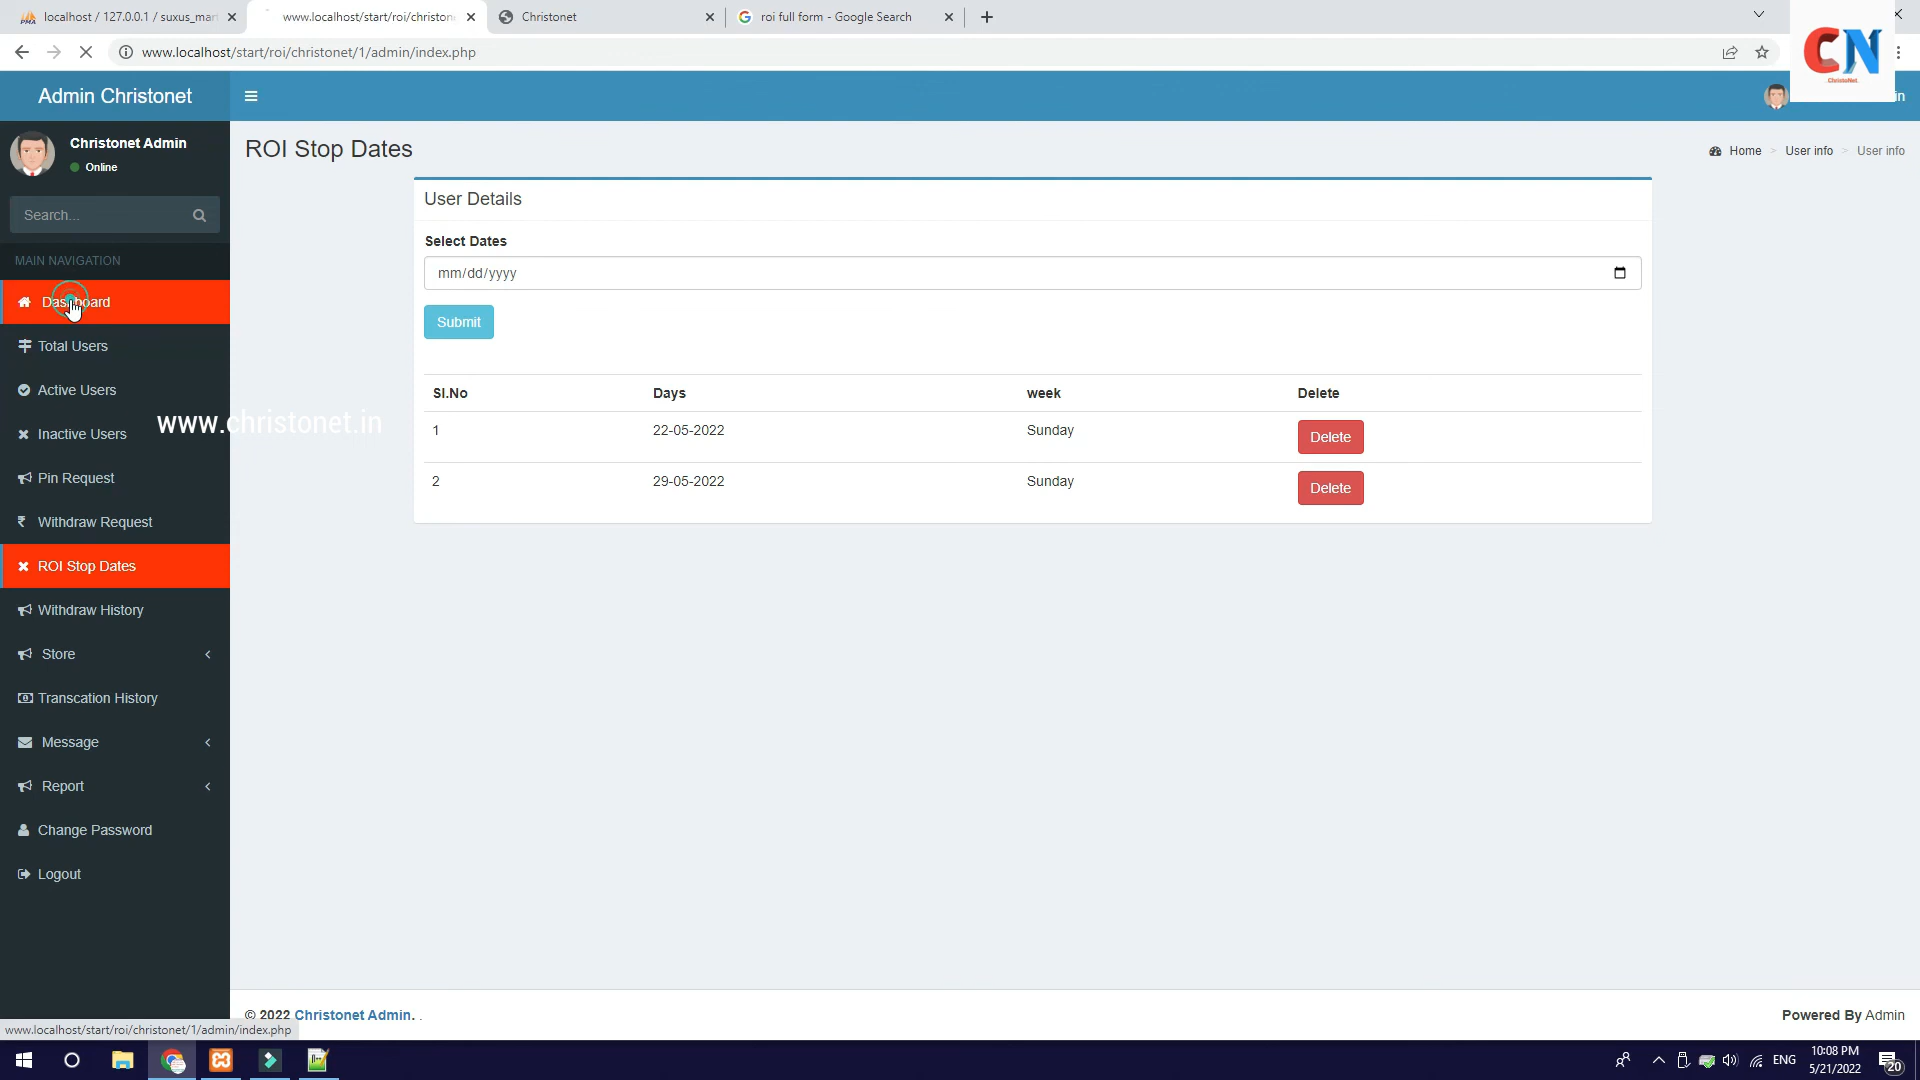 localhost / 127.0.0.1 / suxus_mar
www.localhost/start/roi/christon
Christonet
roi full form - Google Search
www.localhost/start/roi/christonet/1/admin/index.php
CN
ChristoNet
Admin Christonet
in
Christonet Admin
Online
Search...
MAIN NAVIGATION
Dashboard
Total Users
Active Users
Inactive Users
Pin Request
Withdraw Request
ROI Stop Dates
Withdraw History
Store
Transcation History
Message
Report
Change Password
Logout
www.christonet.in
ROI Stop Dates
Home > User info > User info
User Details
Select Dates
mm/dd/yyyy
Submit
Sl.No Days week Delete
1 22-05-2022 Sunday Delete
2 29-05-2022 Sunday Delete
© 2022 Christonet Admin. .
Powered By Admin
www.localhost/start/roi/christonet/1/admin/index.php
ENG
10:08 PM
5/21/2022
20